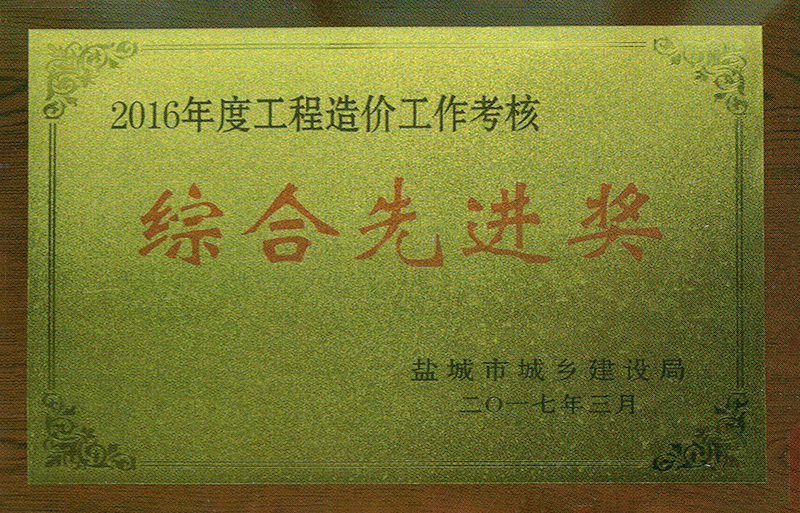 2016年度工程造价工作考核
综合先进奖
盐城市城乡建设局
二〇一七年三月